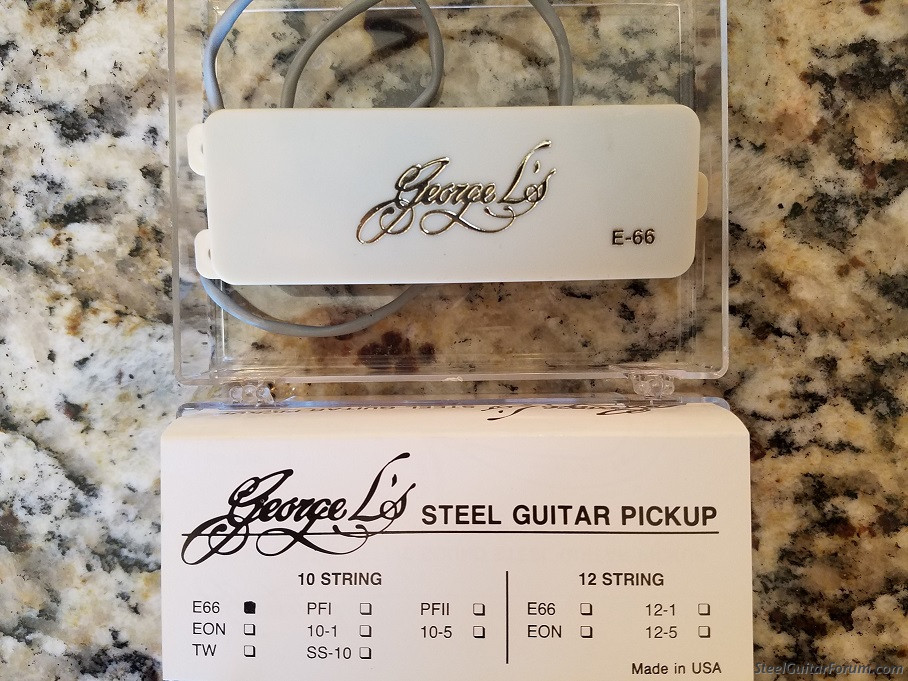 George L's
E-66
George L's STEEL GUITAR PICKUP
10 STRING
12 STRING
E66 ■ PFI ❏ PFII ❏ E66 ❏ 12-1 ❏
EON ❏ 10-1 ❏ 10-5 ❏ EON ❏ 12-5 ❏
TW ❏ SS-10 ❏
Made in USA
SteelGuitarForum.com